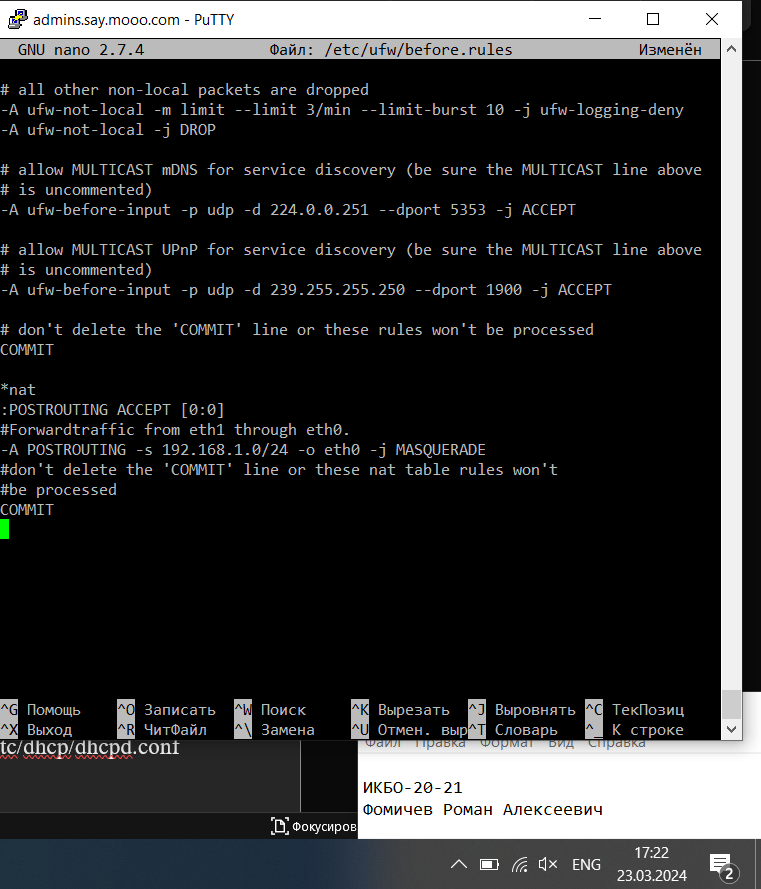 admins.say.mooo.com - PuTTY
GNU nano 2.7.4 Файл: /etc/ufw/before.rules Изменён
# all other non-local packets are dropped
-A ufw-not-local -m limit --limit 3/min --limit-burst 10 -j ufw-logging-deny
-A ufw-not-local -j DROP
# allow MULTICAST mDNS for service discovery (be sure the MULTICAST line above
# is uncommented)
-A ufw-before-input -p udp -d 224.0.0.251 --dport 5353 -j ACCEPT
# allow MULTICAST UPnP for service discovery (be sure the MULTICAST line above
# is uncommented)
-A ufw-before-input -p udp -d 239.255.255.250 --dport 1900 -j ACCEPT
# don't delete the 'COMMIT' line or these rules won't be processed
COMMIT
*nat
:POSTROUTING ACCEPT [0:0]
#Forwardtraffic from eth1 through eth0.
-A POSTROUTING -s 192.168.1.0/24 -o eth0 -j MASQUERADE
#don't delete the 'COMMIT' line or these nat table rules won't
#be processed
COMMIT
^G Помощь ^O Записать ^W Поиск ^K Вырезать ^J Выровнять ^C ТекПозиц
^X Выход ^R ЧитФайл ^\ Замена ^U Отмен. выр ^T Словарь ^_ К строке
tc/dhcp/dhcpd.conf
Файл Правка Формат Вид Справка
ИКБО-20-21
Фомичев Роман Алексеевич
Фокусиров
ENG
17:22
23.03.2024
2